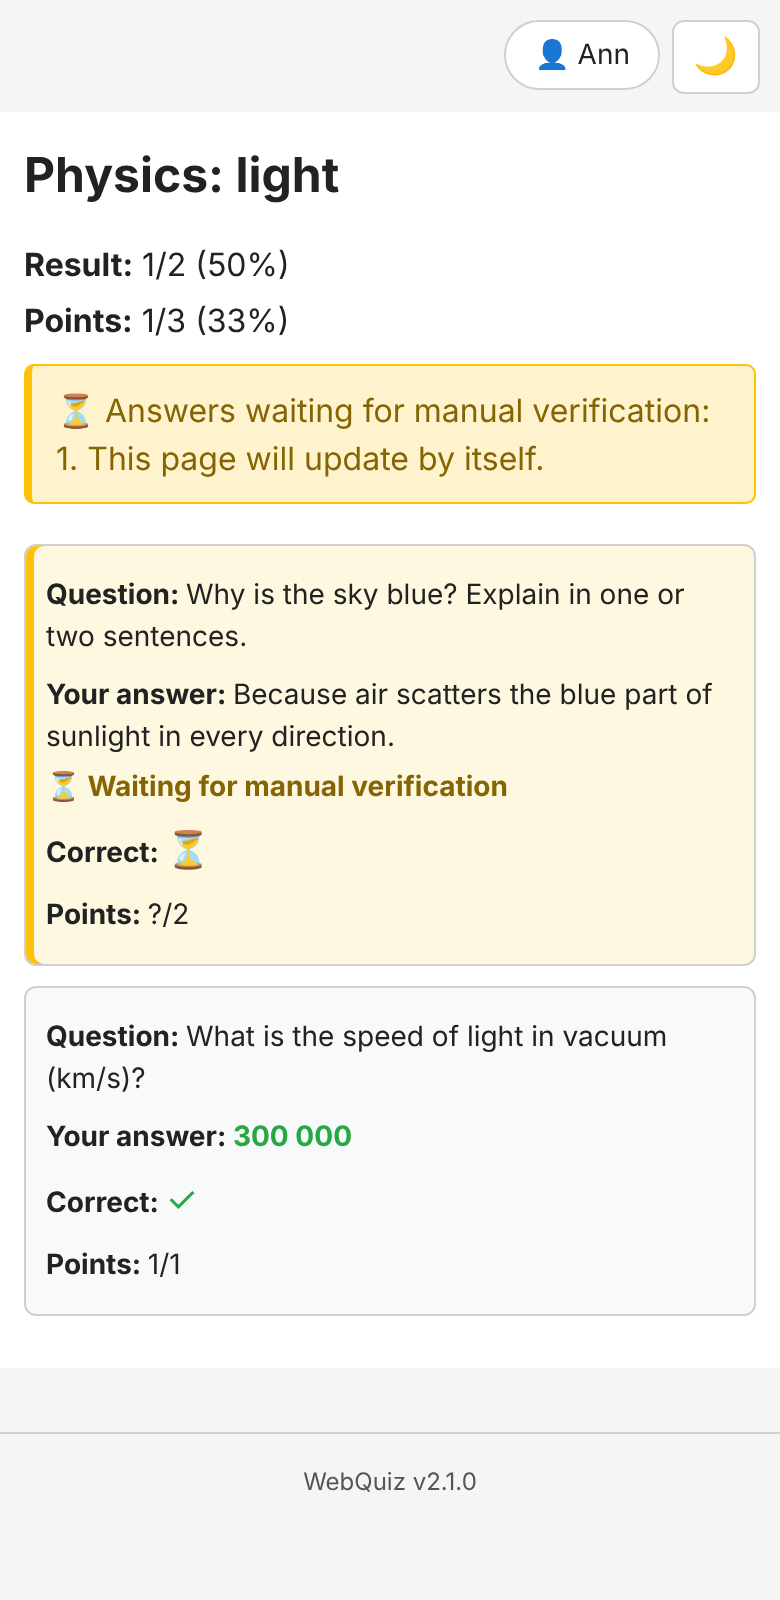 👤 Ann 🌙
Physics: light
Result: 1/2 (50%)
Points: 1/3 (33%)
⏳ Answers waiting for manual verification:
1. This page will update by itself.
Question: Why is the sky blue? Explain in one or
two sentences.
Your answer: Because air scatters the blue part of
sunlight in every direction.
⏳ Waiting for manual verification
Correct: ⏳
Points: ?/2
Question: What is the speed of light in vacuum
(km/s)?
Your answer: 300 000
Correct: ✓
Points: 1/1
WebQuiz v2.1.0